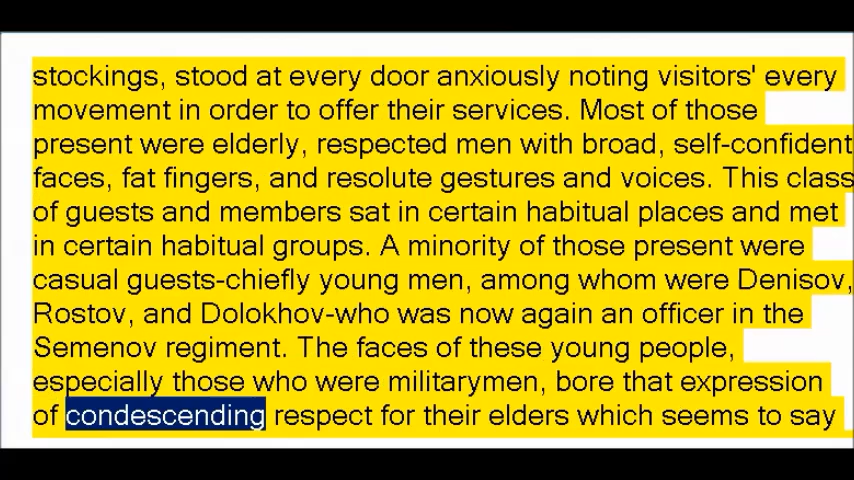 stockings, stood at every door anxiously noting visitors' every
movement in order to offer their services. Most of those
present were elderly, respected men with broad, self-confident
faces, fat fingers, and resolute gestures and voices. This class
of guests and members sat in certain habitual places and met
in certain habitual groups. A minority of those present were
casual guests-chiefly young men, among whom were Denisov,
Rostov, and Dolokhov-who was now again an officer in the
Semenov regiment. The faces of these young people,
especially those who were militarymen, bore that expression
of condescending respect for their elders which seems to say